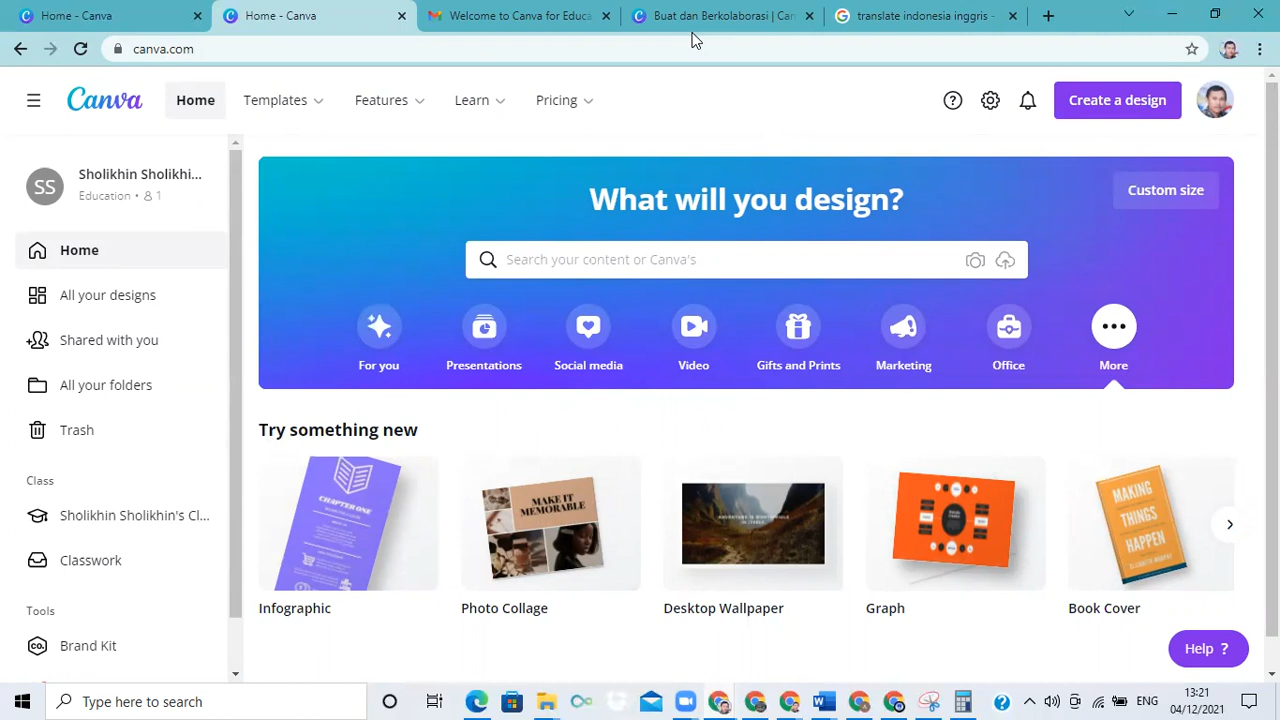 Home - Canva
Home - Canva
Welcome to Canva for Educa
Buat dan Berkolaborasi | Can
translate indonesia inggris -
canva.com
Canva
Home
Templates
Features
Learn
Pricing
Create a design
SS
Sholikhin Sholikhi...
Education • 1
Home
All your designs
Shared with you
All your folders
Trash
Class
Sholikhin Sholikhin's Cl...
Classwork
Tools
Brand Kit
What will you design?
Custom size
Search your content or Canva's
For you
Presentations
Social media
Video
Gifts and Prints
Marketing
Office
More
Try something new
CHAPTER ONE
MAKE IT
MEMORABLE
MAKING
THINGS
HAPPEN
Infographic
Photo Collage
Desktop Wallpaper
Graph
Book Cover
Help ?
Type here to search
ENG
13:21
04/12/2021